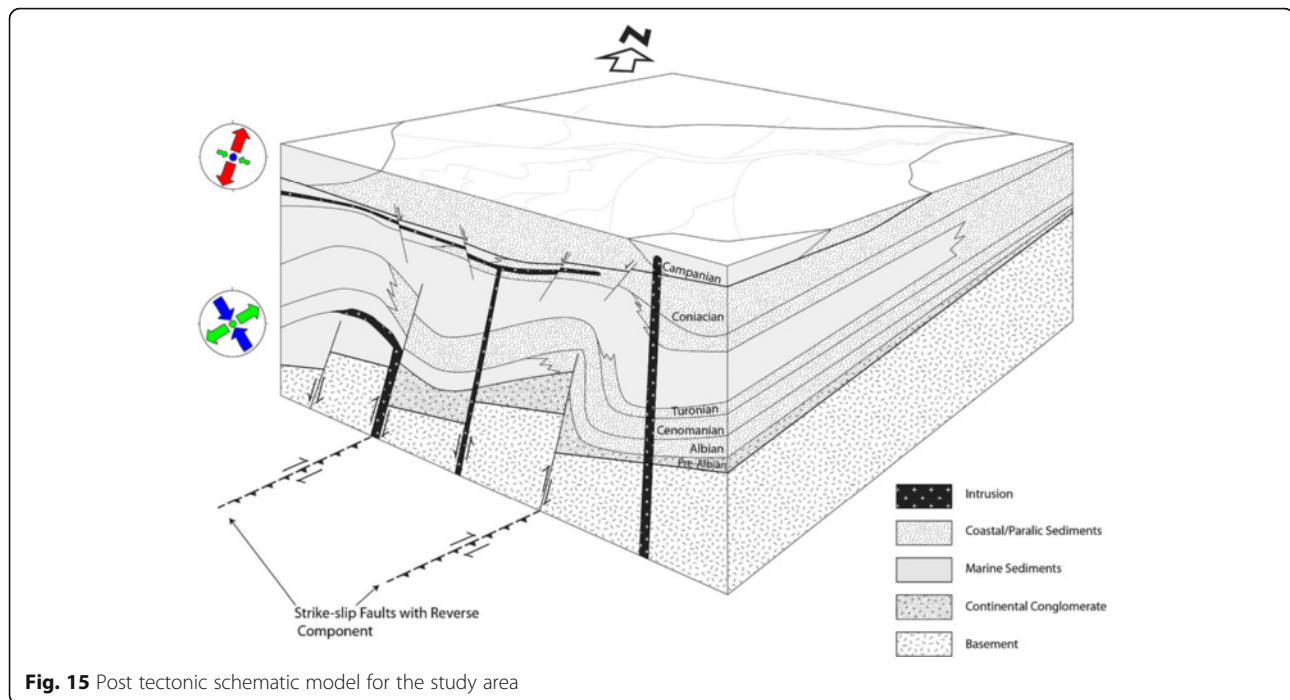 N
Campanian
Coniacian
Turonian
Cenomanian
Albian
Pre-Albian
Intrusion
Coastal/Paralic Sediments
Marine Sediments
Continental Conglomerate
Basement
Strike-slip Faults with Reverse
Component
Fig. 15 Post tectonic schematic model for the study area